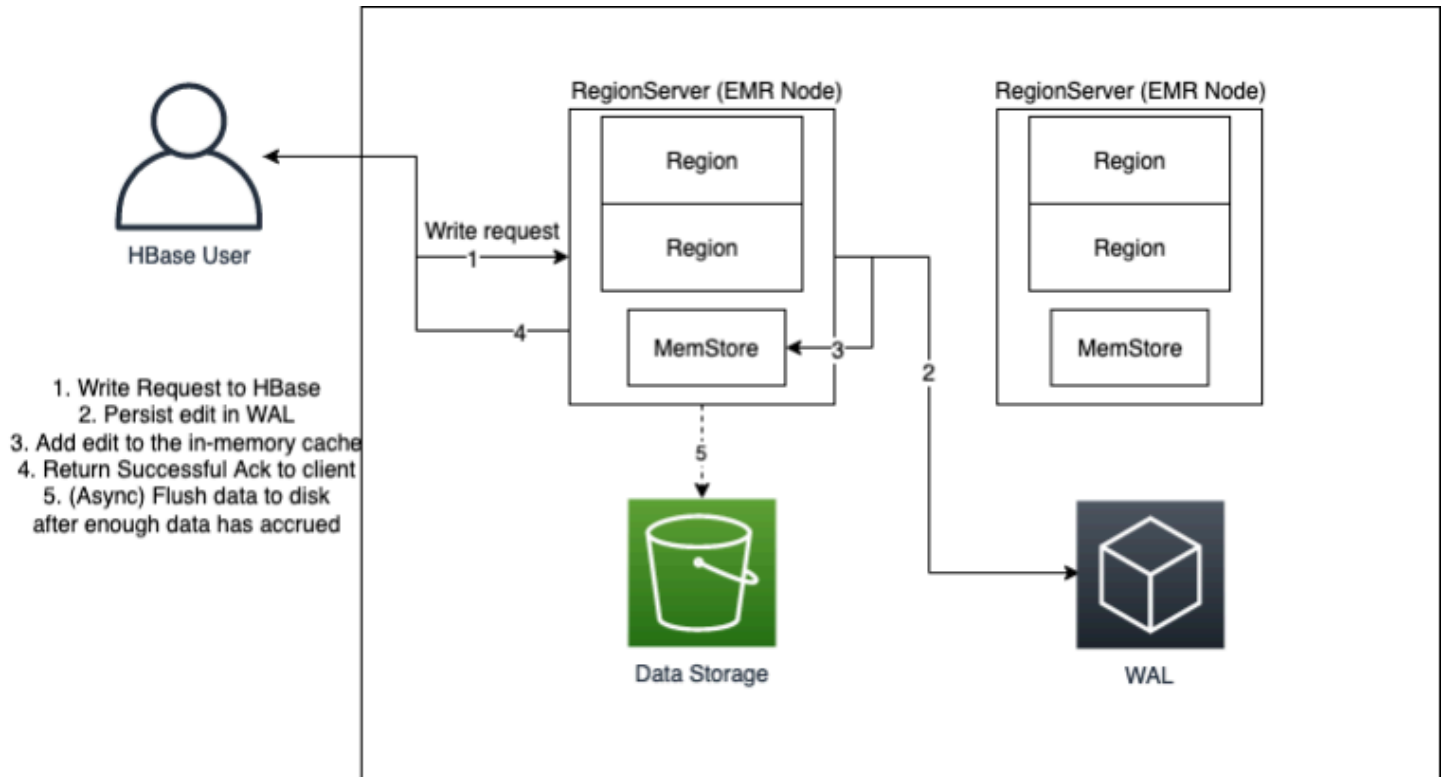 RegionServer (EMR Node)
RegionServer (EMR Node)
Region
Region
Region
Region
MemStore
MemStore
HBase User
Write request
1
4
3
2
5
1. Write Request to HBase
2. Persist edit in WAL
3. Add edit to the in-memory cache
4. Return Successful Ack to client
5. (Async) Flush data to disk
after enough data has accrued
Data Storage
WAL